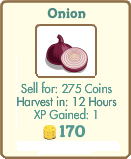 Onion
Sell for: 275 Coins
Harvest in: 12 Hours
XP Gained: 1
170